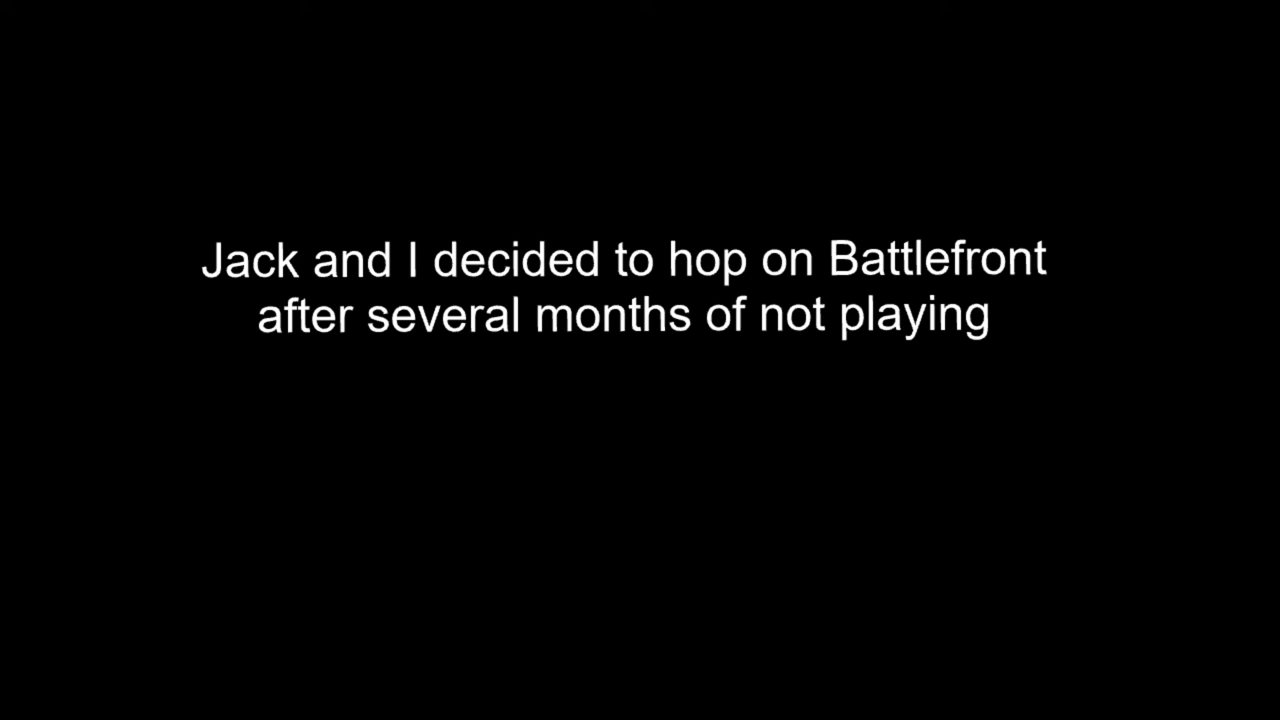 Jack and I decided to hop on Battlefront
after several months of not playing